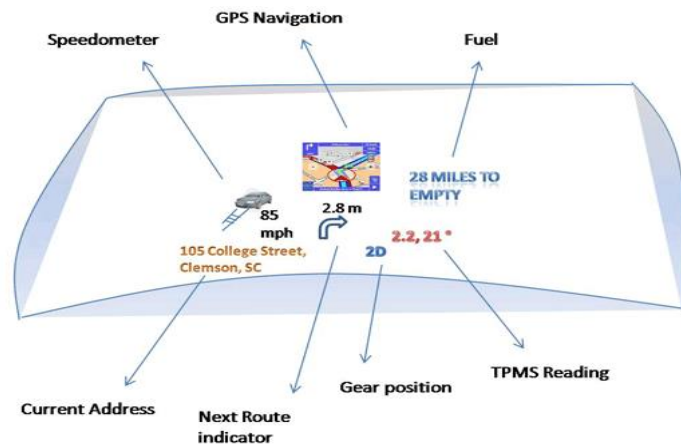 GPS Navigation
Speedometer
Fuel
28 MILES TO
EMPTY
2.8 m
85
mph
105 College Street,
Clemson, SC
2.2, 21 °
2D
TPMS Reading
Gear position
Current Address
Next Route
indicator